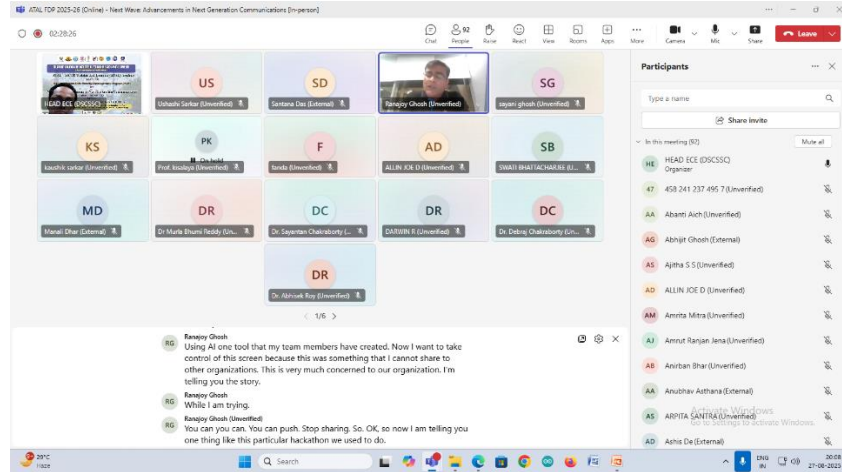 ATAL FDP 2025-26 (Online) - Next Wave: Advancements in Next Generation Communications [In-person]
02:28:26
Chat
92
People
Raise
React
View
Rooms
Apps
More
Camera
Mic
Share
Leave
HEAD ECE (DSCSSC)
US
Ushashi Sarkar (Unverified)
SD
Santana Das (External)
Ranajoy Ghosh (Unverified)
SG
sayani ghosh (Unverified)
KS
kaushik sarkar (Unverified)
PK
On hold
Prof. kisalaya (Unverified)
F
fanda (Unverified)
AD
ALLIN JOE D (Unverified)
SB
SWATI BHATTACHARJEE (U...
MD
Manali Dhar (External)
DR
Dr Murla Bhumi Reddy (Un...
DC
Dr. Sayantan Chakraborty (...
DR
DARWIN R (Unverified)
DC
Dr. Debraj Chakraborty (Un...
DR
Dr. Abhisek Roy (Unverified)
1/6
RG
Ranajoy Ghosh
Using AI one tool that my team members have created. Now I want to take
control of this screen because this was something that I cannot share to
other organizations. This is very much concerned to our organization. I'm
telling you the story.
RG
Ranajoy Ghosh
While I am trying.
RG
Ranajoy Ghosh (Unverified)
You can you can. You can push. Stop sharing. So. OK, so now I am telling you
one thing like this particular hackathon we used to do.
Participants
Type a name
Share invite
In this meeting (92)
Mute all
HE
HEAD ECE (DSCSSC)
Organizer
47
458 241 237 495 7 (Unverified)
AA
Abanti Aich (Unverified)
AG
Abhijit Ghosh (External)
AS
Ajitha S S (Unverified)
AD
ALLIN JOE D (Unverified)
AM
Amrita Mitra (Unverified)
AJ
Amrut Ranjan Jena (Unverified)
AB
Anirban Bhar (Unverified)
AA
Anubhav Asthana (External)
AS
ARPITA SANTRA (Unverified)
AD
Ashis De (External)
Activate Windows
Go to Settings to activate Windows.
29°C
Haze
Search
ENG
IN
20:08
27-08-2025